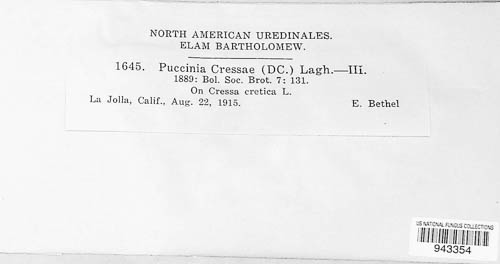 NORTH AMERICAN UREDINALES.
ELAM BARTHOLOMEW.
1645. Puccinia Cressae (DC.) Lagh.—III.
1889: Bol. Soc. Brot. 7: 131.
On Cressa cretica L.
La Jolla, Calif., Aug. 22, 1915. E. Bethel
US NATIONAL FUNGUS COLLECTIONS
943354